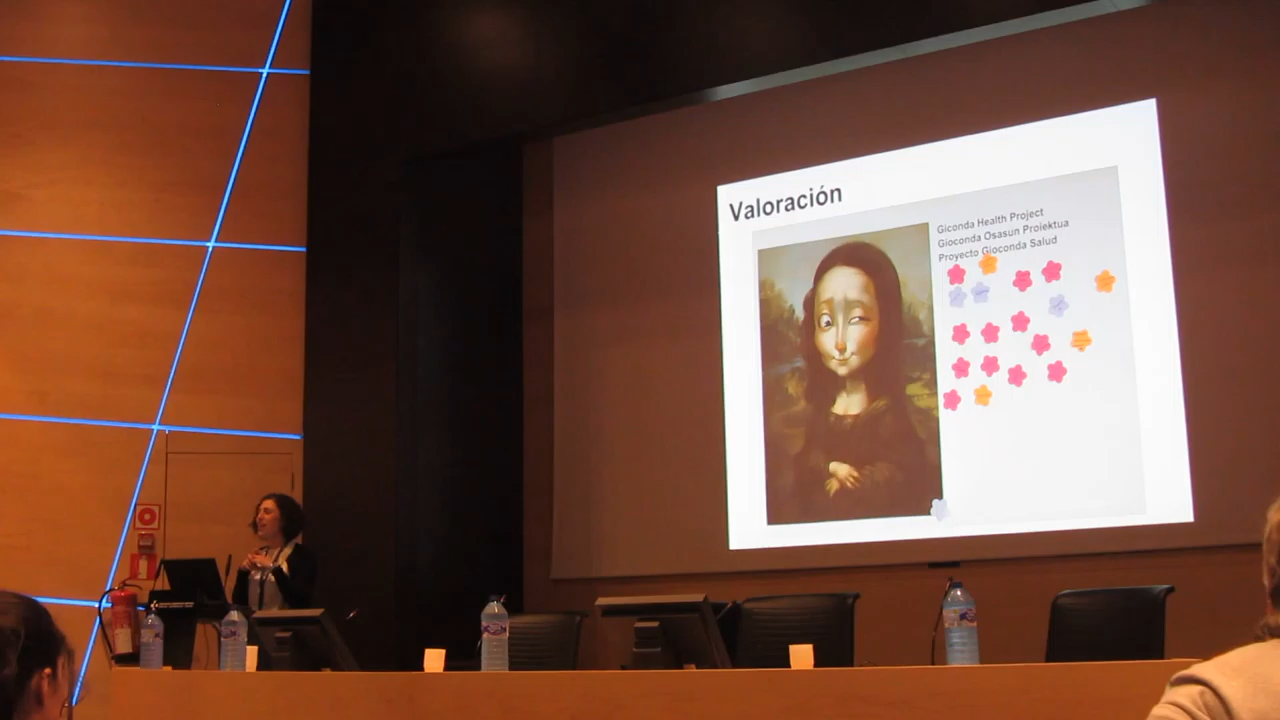 Valoración
Giconda Health Project
Gioconda Osasun Proiektua
Proyecto Gioconda Salud